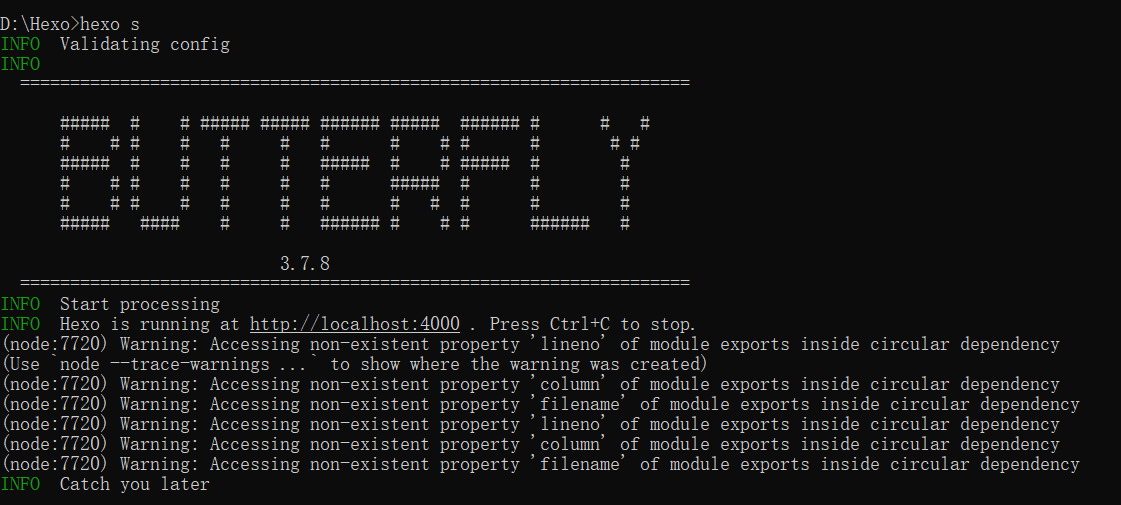 D:\Hexo>hexo s
INFO  Validating config
INFO
  ===================================================================
      #####  #    # ##### ##### ###### #####  ###### #      #   #
      #    # #    #   #     #   #      #    # #      #       # #
      #####  #    #   #     #   #####  #    # #####  #        #
      #    # #    #   #     #   #      #####  #      #        #
      #    # #    #   #     #   #      #   #  #      #        #
      #####   ####    #     #   ###### #    # #      ######   #
                            3.7.8
  ===================================================================
INFO  Start processing
INFO  Hexo is running at http://localhost:4000 . Press Ctrl+C to stop.
(node:7720) Warning: Accessing non-existent property 'lineno' of module exports inside circular dependency
(Use `node --trace-warnings ...` to show where the warning was created)
(node:7720) Warning: Accessing non-existent property 'column' of module exports inside circular dependency
(node:7720) Warning: Accessing non-existent property 'filename' of module exports inside circular dependency
(node:7720) Warning: Accessing non-existent property 'lineno' of module exports inside circular dependency
(node:7720) Warning: Accessing non-existent property 'column' of module exports inside circular dependency
(node:7720) Warning: Accessing non-existent property 'filename' of module exports inside circular dependency
INFO  Catch you later